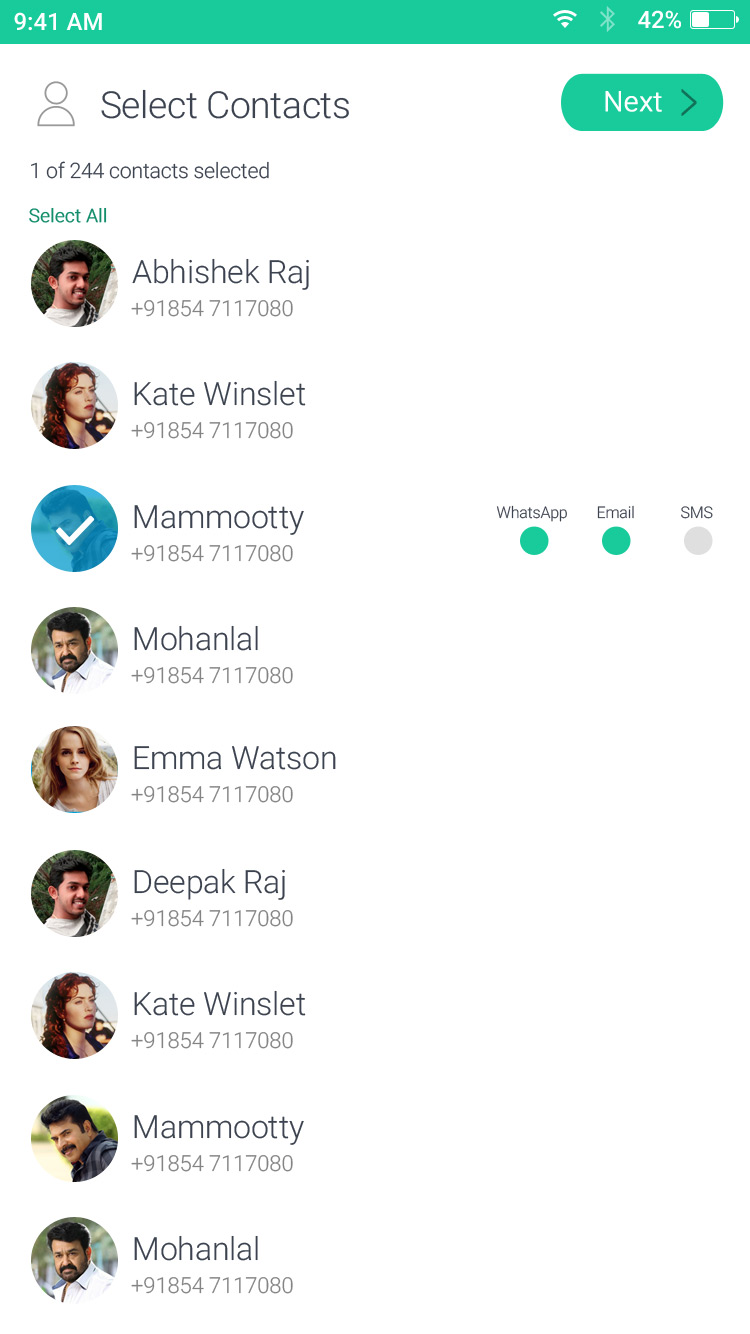 9:41 AM 42%
Select Contacts Next
1 of 244 contacts selected
Select All
Abhishek Raj
+91854 7117080
Kate Winslet
+91854 7117080
Mammootty WhatsApp Email SMS
+91854 7117080
Mohanlal
+91854 7117080
Emma Watson
+91854 7117080
Deepak Raj
+91854 7117080
Kate Winslet
+91854 7117080
Mammootty
+91854 7117080
Mohanlal
+91854 7117080